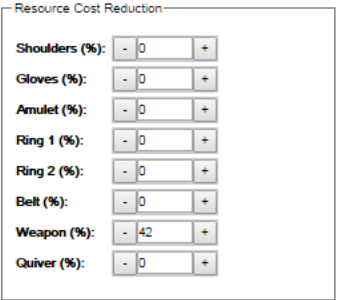 Resource Cost Reduction
Shoulders (%): - 0 +
Gloves (%): - 0 +
Amulet (%): - 0 +
Ring 1 (%): - 0 +
Ring 2 (%): - 0 +
Belt (%): - 0 +
Weapon (%): - 42 +
Quiver (%): - 0 +